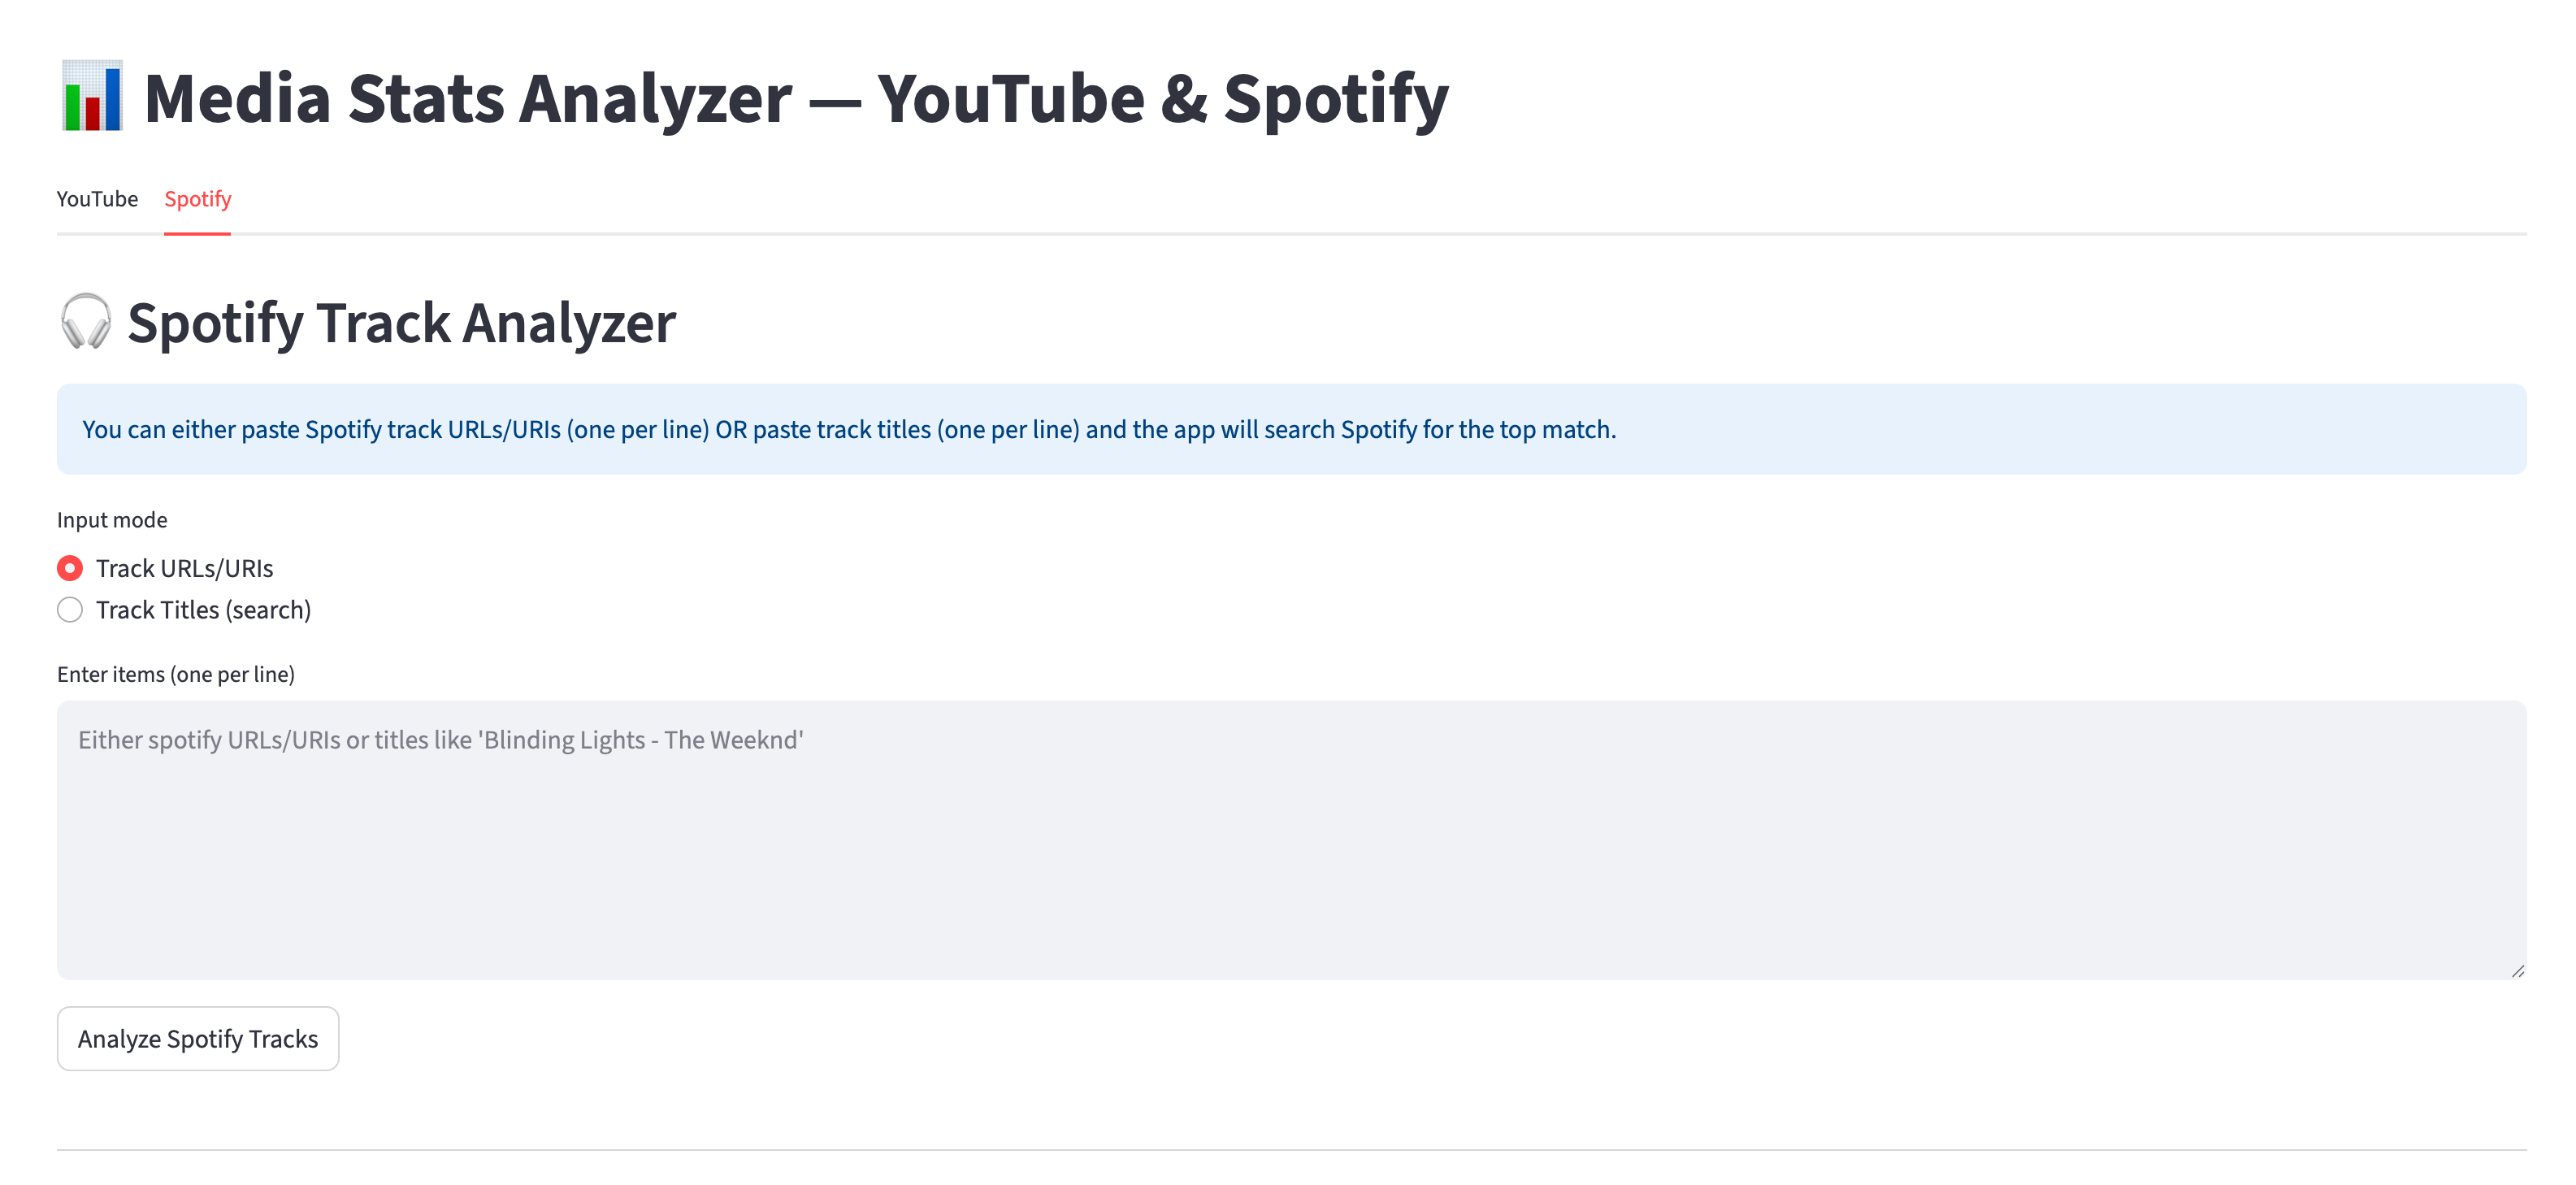 Media Stats Analyzer — YouTube & Spotify
YouTube Spotify
Spotify Track Analyzer
You can either paste Spotify track URLs/URIs (one per line) OR paste track titles (one per line) and the app will search Spotify for the top match.
Input mode
Track URLs/URIs
Track Titles (search)
Enter items (one per line)
Either spotify URLs/URIs or titles like 'Blinding Lights - The Weeknd'
Analyze Spotify Tracks